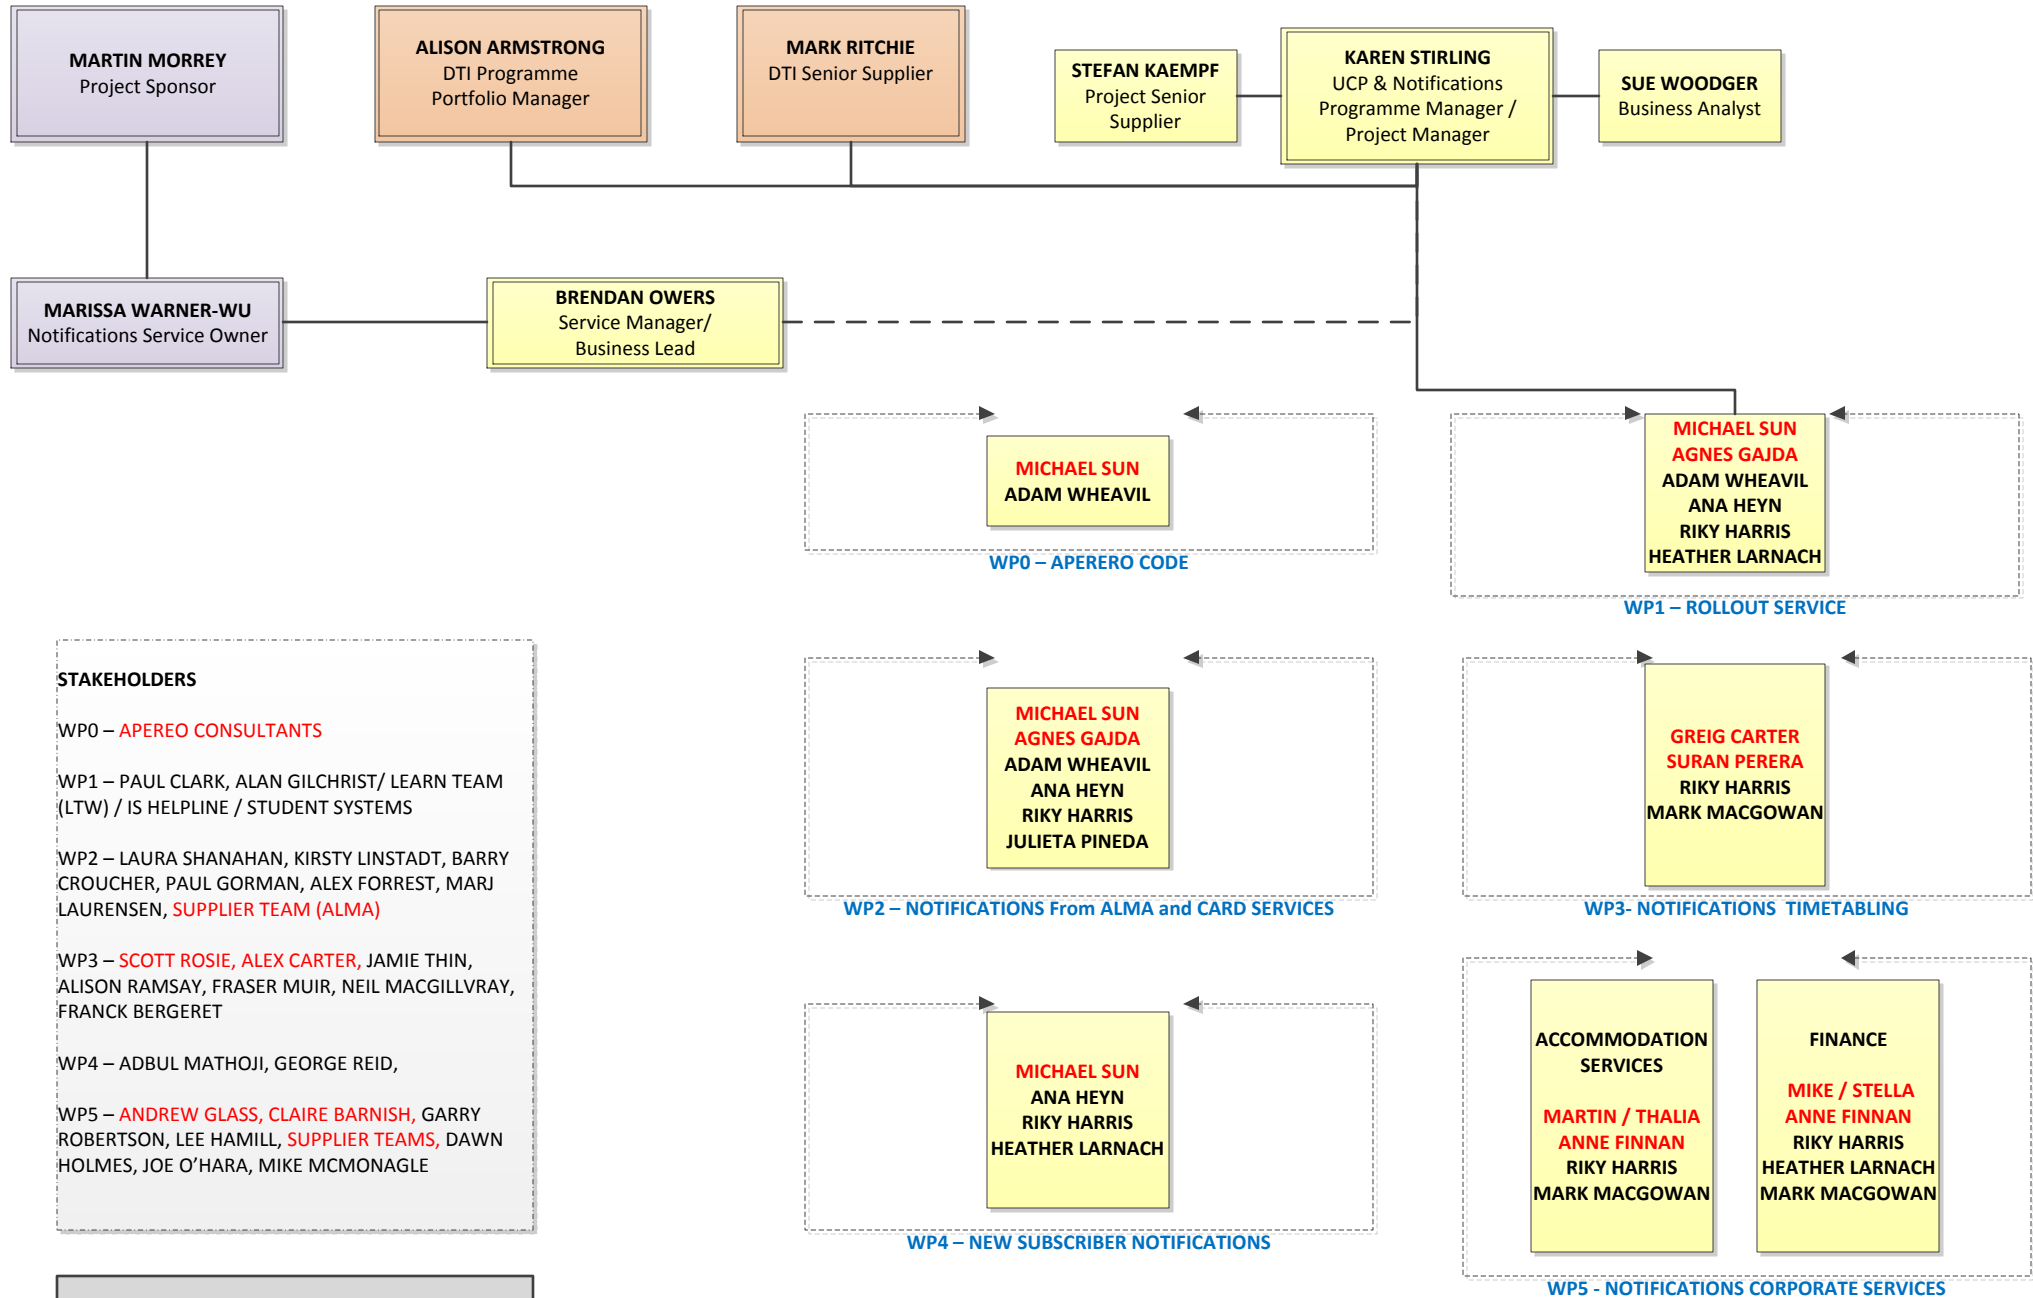 MARTIN MORREY
Project Sponsor
ALISON ARMSTRONG
DTI Programme
Portfolio Manager
MARK RITCHIE
DTI Senior Supplier
STEFAN KAEMPF
Project Senior
Supplier
KAREN STIRLING
UCP & Notifications
Programme Manager /
Project Manager
SUE WOODGER
Business Analyst
MARISSA WARNER-WU
Notifications Service Owner
BRENDAN OWERS
Service Manager/
Business Lead
MICHAEL SUN
ADAM WHEAVIL
WP0 – APERERO CODE
MICHAEL SUN
AGNES GAJDA
ADAM WHEAVIL
ANA HEYN
RIKY HARRIS
HEATHER LARNACH
WP1 – ROLLOUT SERVICE
STAKEHOLDERS
WP0 – APEREO CONSULTANTS
WP1 – PAUL CLARK, ALAN GILCHRIST/ LEARN TEAM
(LTW) / IS HELPLINE / STUDENT SYSTEMS
WP2 – LAURA SHANAHAN, KIRSTY LINSTADT, BARRY
CROUCHER, PAUL GORMAN, ALEX FORREST, MARJ
LAURENSEN, SUPPLIER TEAM (ALMA)
WP3 – SCOTT ROSIE, ALEX CARTER, JAMIE THIN,
ALISON RAMSAY, FRASER MUIR, NEIL MACGILLVRAY,
FRANCK BERGERET
WP4 – ADBUL MATHOJI, GEORGE REID,
WP5 – ANDREW GLASS, CLAIRE BARNISH, GARRY
ROBERTSON, LEE HAMILL, SUPPLIER TEAMS, DAWN
HOLMES, JOE O’HARA, MIKE MCMONAGLE
MICHAEL SUN
AGNES GAJDA
ADAM WHEAVIL
ANA HEYN
RIKY HARRIS
JULIETA PINEDA
WP2 – NOTIFICATIONS From ALMA and CARD SERVICES
GREIG CARTER
SURAN PERERA
RIKY HARRIS
MARK MACGOWAN
WP3- NOTIFICATIONS TIMETABLING
MICHAEL SUN
ANA HEYN
RIKY HARRIS
HEATHER LARNACH
WP4 – NEW SUBSCRIBER NOTIFICATIONS
ACCOMMODATION
SERVICES
MARTIN / THALIA
ANNE FINNAN
RIKY HARRIS
MARK MACGOWAN
FINANCE
MIKE / STELLA
ANNE FINNAN
RIKY HARRIS
HEATHER LARNACH
MARK MACGOWAN
WP5 - NOTIFICATIONS CORPORATE SERVICES